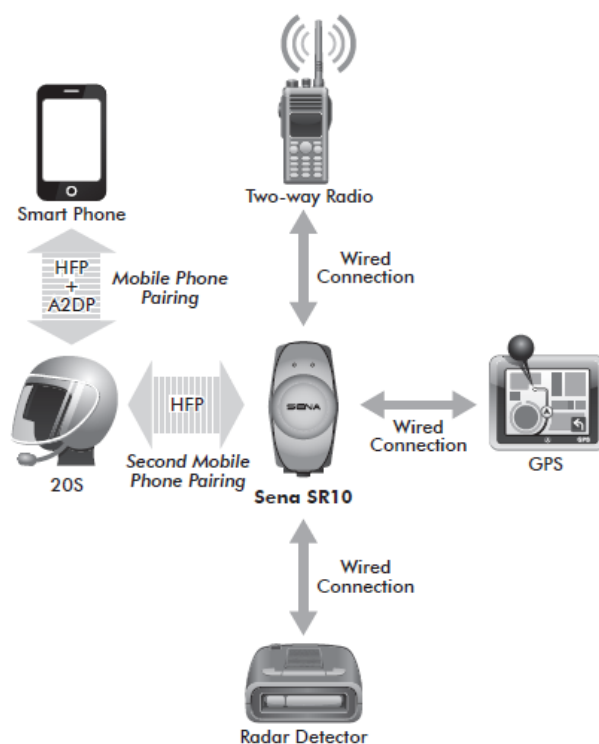 Two-way Radio
Smart Phone
Wired
Connection
HFP
+
A2DP
Mobile Phone
Pairing
SENA
HFP
Wired
Connection
GPS
GPS
20S
Second Mobile
Phone Pairing
Sena SR10
Wired
Connection
Radar Detector